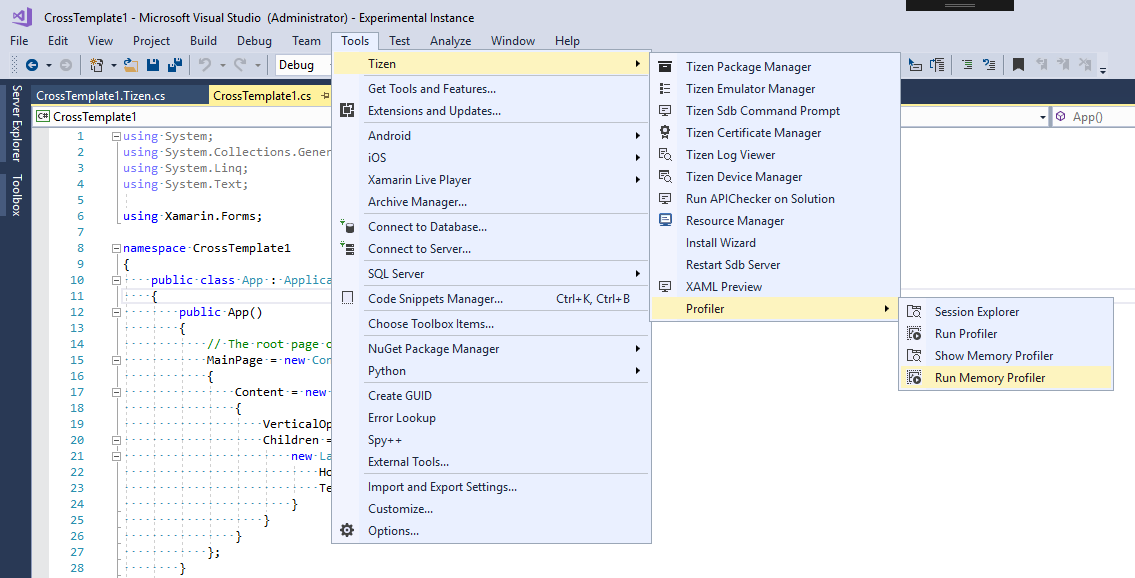 CrossTemplate1 - Microsoft Visual Studio (Administrator) - Experimental Instance
File Edit View Project Build Debug Team Tools Test Analyze Window Help
Debug
Server Explorer
Toolbox
CrossTemplate1.Tizen.cs CrossTemplate1.cs
C# CrossTemplate1
App()
1 using System;
2 using System.Collections.Gener
3 using System.Linq;
4 using System.Text;
5
6 using Xamarin.Forms;
7
8 namespace CrossTemplate1
9 {
10 public class App : Applica
11 {
12 public App()
13 {
14 // The root page o
15 MainPage = new Con
16 {
17 Content = new
18 {
19 VerticalOp
20 Children =
21 new La
22 Ho
23 Te
24 }
25 }
26 }
27 };
28 }
Tizen
Get Tools and Features...
Extensions and Updates...
Android
iOS
Xamarin Live Player
Archive Manager...
Connect to Database...
Connect to Server...
SQL Server
Code Snippets Manager... Ctrl+K, Ctrl+B
Choose Toolbox Items...
NuGet Package Manager
Python
Create GUID
Error Lookup
Spy++
External Tools...
Import and Export Settings...
Customize...
Options...
Tizen Package Manager
Tizen Emulator Manager
Tizen Sdb Command Prompt
Tizen Certificate Manager
Tizen Log Viewer
Tizen Device Manager
Run APIChecker on Solution
Resource Manager
Install Wizard
Restart Sdb Server
XAML Preview
Profiler
Session Explorer
Run Profiler
Show Memory Profiler
Run Memory Profiler